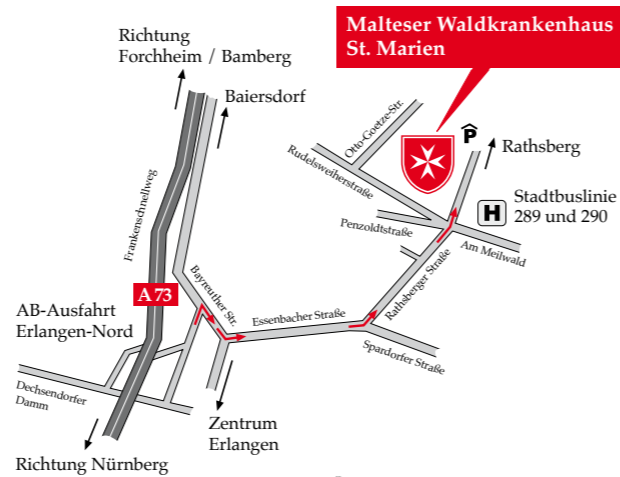 Malteser Waldkrankenhaus
St. Marien
Richtung
Forchheim / Bamberg
Baiersdorf
Otto-Goetze-Str.
Rudelsweiherstraße
P
Rathsberg
H
Stadtbuslinie
289 und 290
Penzoldtstraße
Am Meilwald
Frankenschnellweg
A 73
Bayreuther Str.
AB-Ausfahrt
Erlangen-Nord
Essenbacher Straße
Rathsberger Straße
Spardorfer Straße
Dechsendorfer
Damm
Zentrum
Erlangen
Richtung Nürnberg